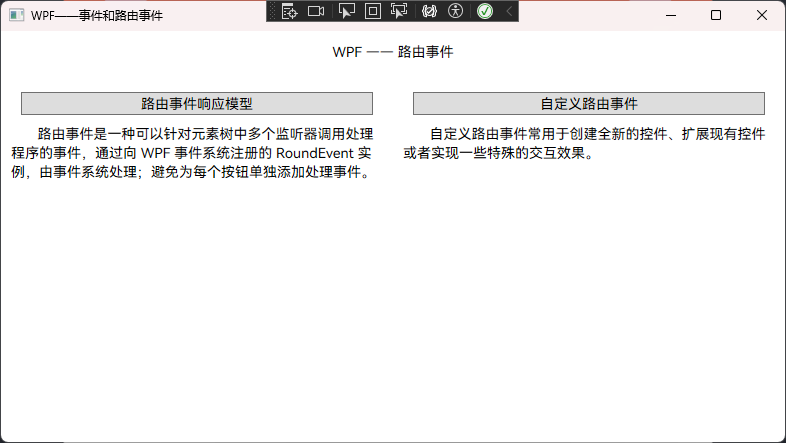 WPF——事件和路由事件
WPF —— 路由事件
路由事件响应模型
路由事件是一种可以针对元素树中多个监听器调用处理
程序的事件，通过向 WPF 事件系统注册的 RoundEvent 实
例，由事件系统处理；避免为每个按钮单独添加处理事件。
自定义路由事件
自定义路由事件常用于创建全新的控件、扩展现有控件
或者实现一些特殊的交互效果。